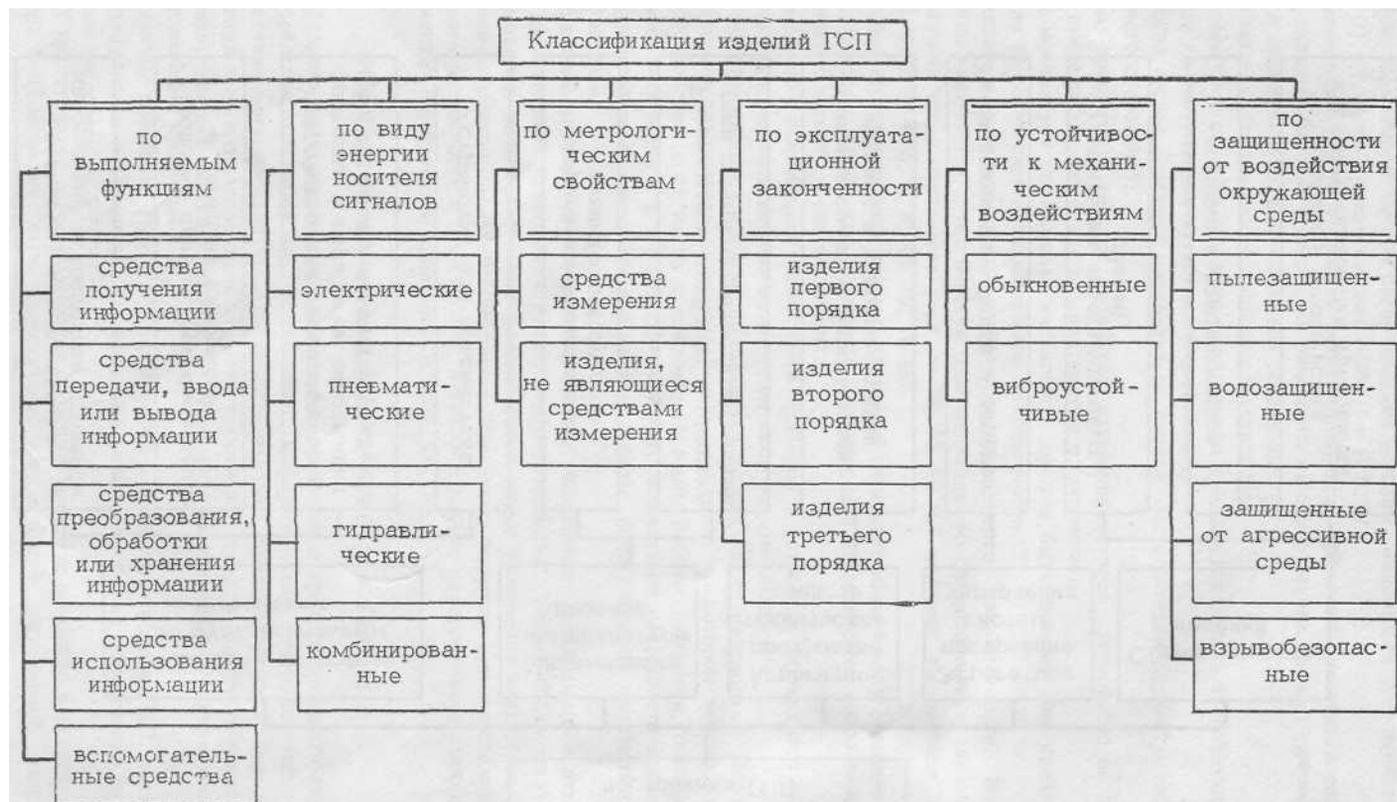 Классификация изделий ГСП
по
выполняемым
функциям
по виду
энергии
носителя
сигналов
по метрологи-
ческим
свойствам
по эксплуата-
ационной
законченности
по устойчивос-
ти к механи-
ческим
воздействиям
по
защищенности
от воздействия
окружающей
среды
средства
получения
информации
электрические
средства
измерения
изделия
первого
порядка
обыкновенные
пылезащищен-
ные
средства
передачи, ввода
или вывода
информации
пневмати-
ческие
изделия,
не являющиеся
средствами
измерения
изделия
второго
порядка
виброустой-
чивые
водозащищен-
ные
средства
преобразования,
обработки
или хранения
информации
гидравли-
ческие
изделия
третьего
порядка
защищенные
от агрессивной
среды
средства
использования
информации
комбинирован-
ные
взрывобезопас-
ные
вспомогатель-
ные средства